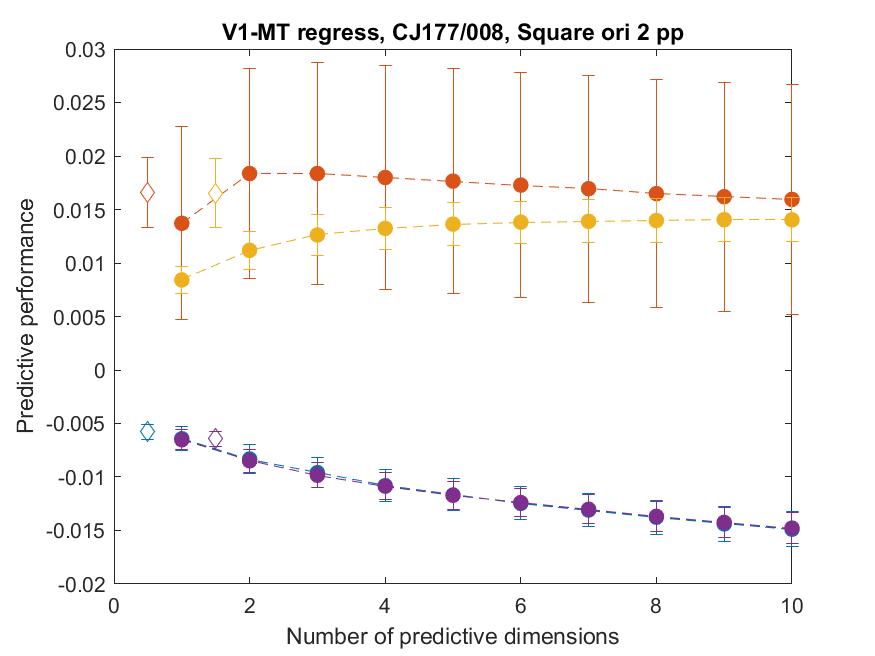 V1-MT regress, CJ177/008, Square ori 2 pp
0.03
0.025
0.02
0.015
0.01
0.005
0
-0.005
-0.01
-0.015
-0.02
Predictive performance
0 2 4 6 8 10
Number of predictive dimensions